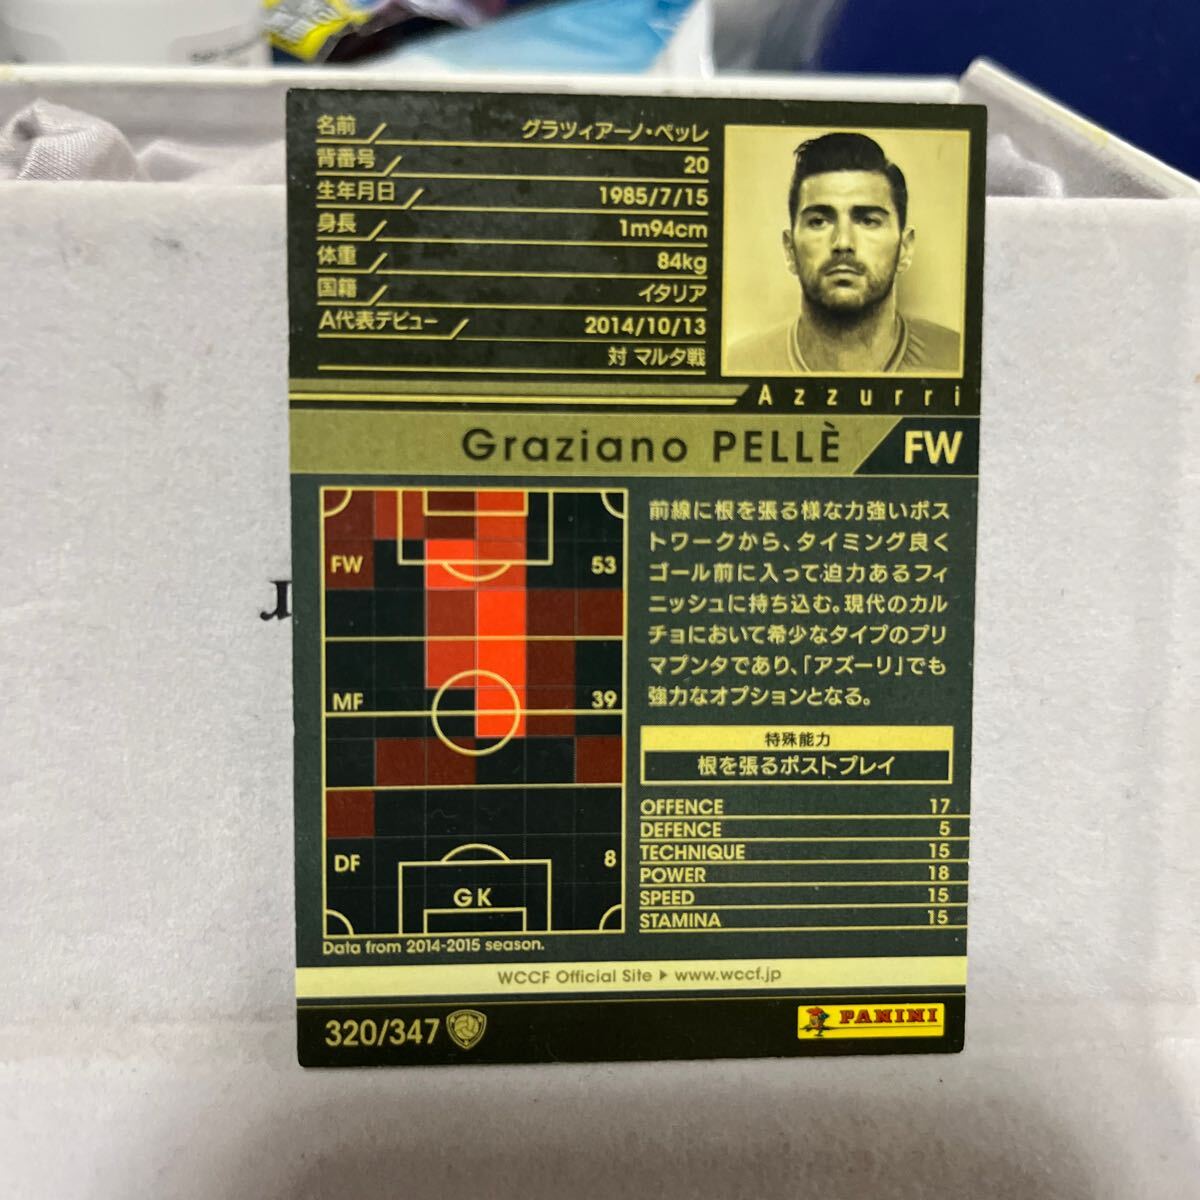 名前 グラツィアーノ・ペッレ
背番号 20
生年月日 1985/7/15
身長 1m94cm
体重 84kg
国籍 イタリア
A代表デビュー 2014/10/13
対 マルタ戦
Azzurri
Graziano PELLÈ FW
FW 53
MF 39
DF 8
GK
Data from 2014-2015 season.
前線に根を張る様な力強いポス
トワークから、タイミング良く
ゴール前に入って迫力あるフィ
ニッシュに持ち込む。現代のカル
チョにおいて希少なタイプのプリ
マプンタであり、「アズーリ」でも
強力なオプションとなる。
特殊能力
根を張るポストプレイ
OFFENCE 17
DEFENCE 5
TECHNIQUE 15
POWER 18
SPEED 15
STAMINA 15
WCCF Official Site ▶ www.wccf.jp
320/347
PANINI